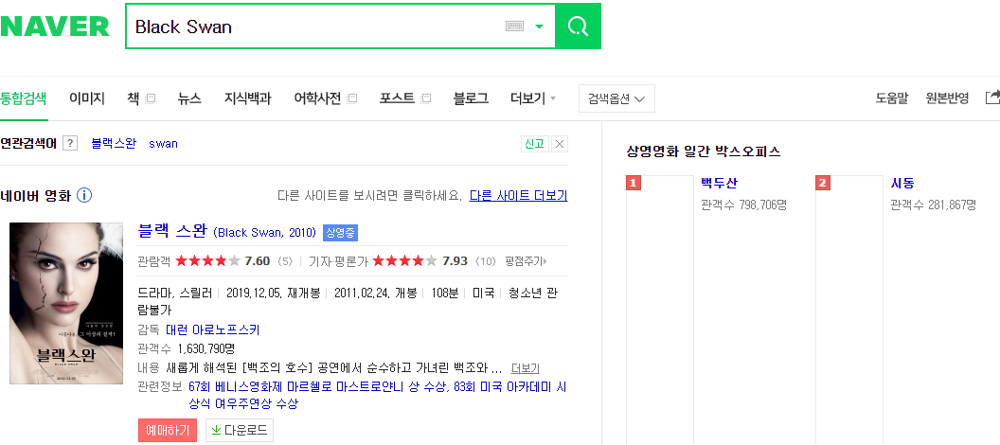 NAVER
Black Swan
통합검색 이미지 책 뉴스 지식백과 어학사전 포스트 블로그 더보기 검색옵션 도움말 원본반영
연관검색어 ? 블랙스완 swan 신고
상영영화 일간 박스오피스
네이버 영화 다른 사이트를 보시려면 클릭하세요. 다른 사이트 더보기
1 백두산
관객수 798,706명
2 시동
관객수 281,867명
블랙 스완 (Black Swan, 2010) 상영중
관람객 7.60 (5) 기자·평론가 7.93 (10) 평점주기
드라마, 스릴러 2019.12.05. 재개봉 2011.02.24. 개봉 108분 미국 청소년 관
람불가
감독 대런 아로노프스키
관객수 1,630,790명
내용 새롭게 해석된 [백조의 호수] 공연에서 순수하고 가녀린 백조와 ... 더보기
관련정보 67회 베니스영화제 마르첼로 마스트로얀니 상 수상, 83회 미국 아카데미 시
상식 여우주연상 수상
예매하기 다운로드
블랙스완
BLACK SWAN
2019.12.05